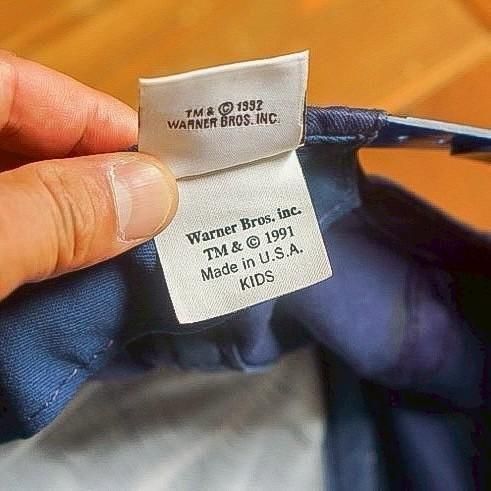 TM & © 1992
WARNER BROS. INC.
Warner Bros. inc.
TM & © 1991
Made in U.S.A.
KIDS